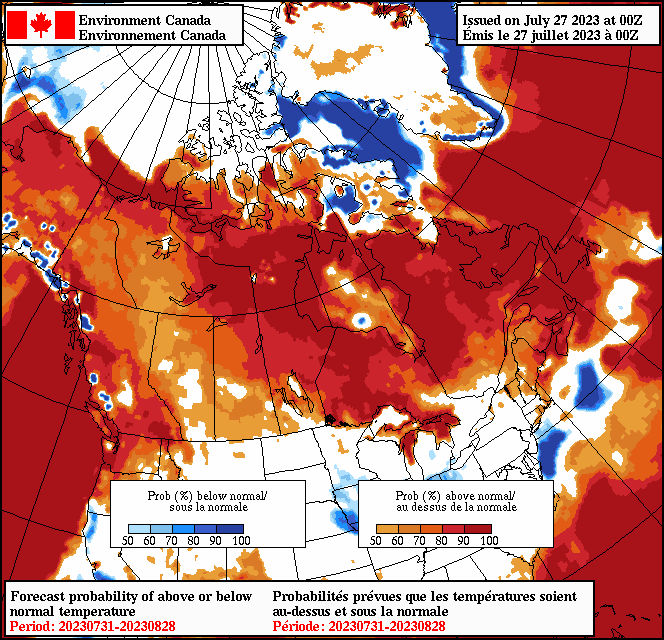 Environment Canada
Environnement Canada
Issued on July 27 2023 at 00Z
Émis le 27 juillet 2023 à 00Z
Prob (%) below normal/
sous la normale
50 60 70 80 90 100
Prob (%) above normal/
au dessus de la normale
50 60 70 80 90 100
Forecast probability of above or below
normal temperature
Period: 20230731-20230828
Probabilités prévues que les températures soient
au-dessus et sous la normale
Période: 20230731-20230828